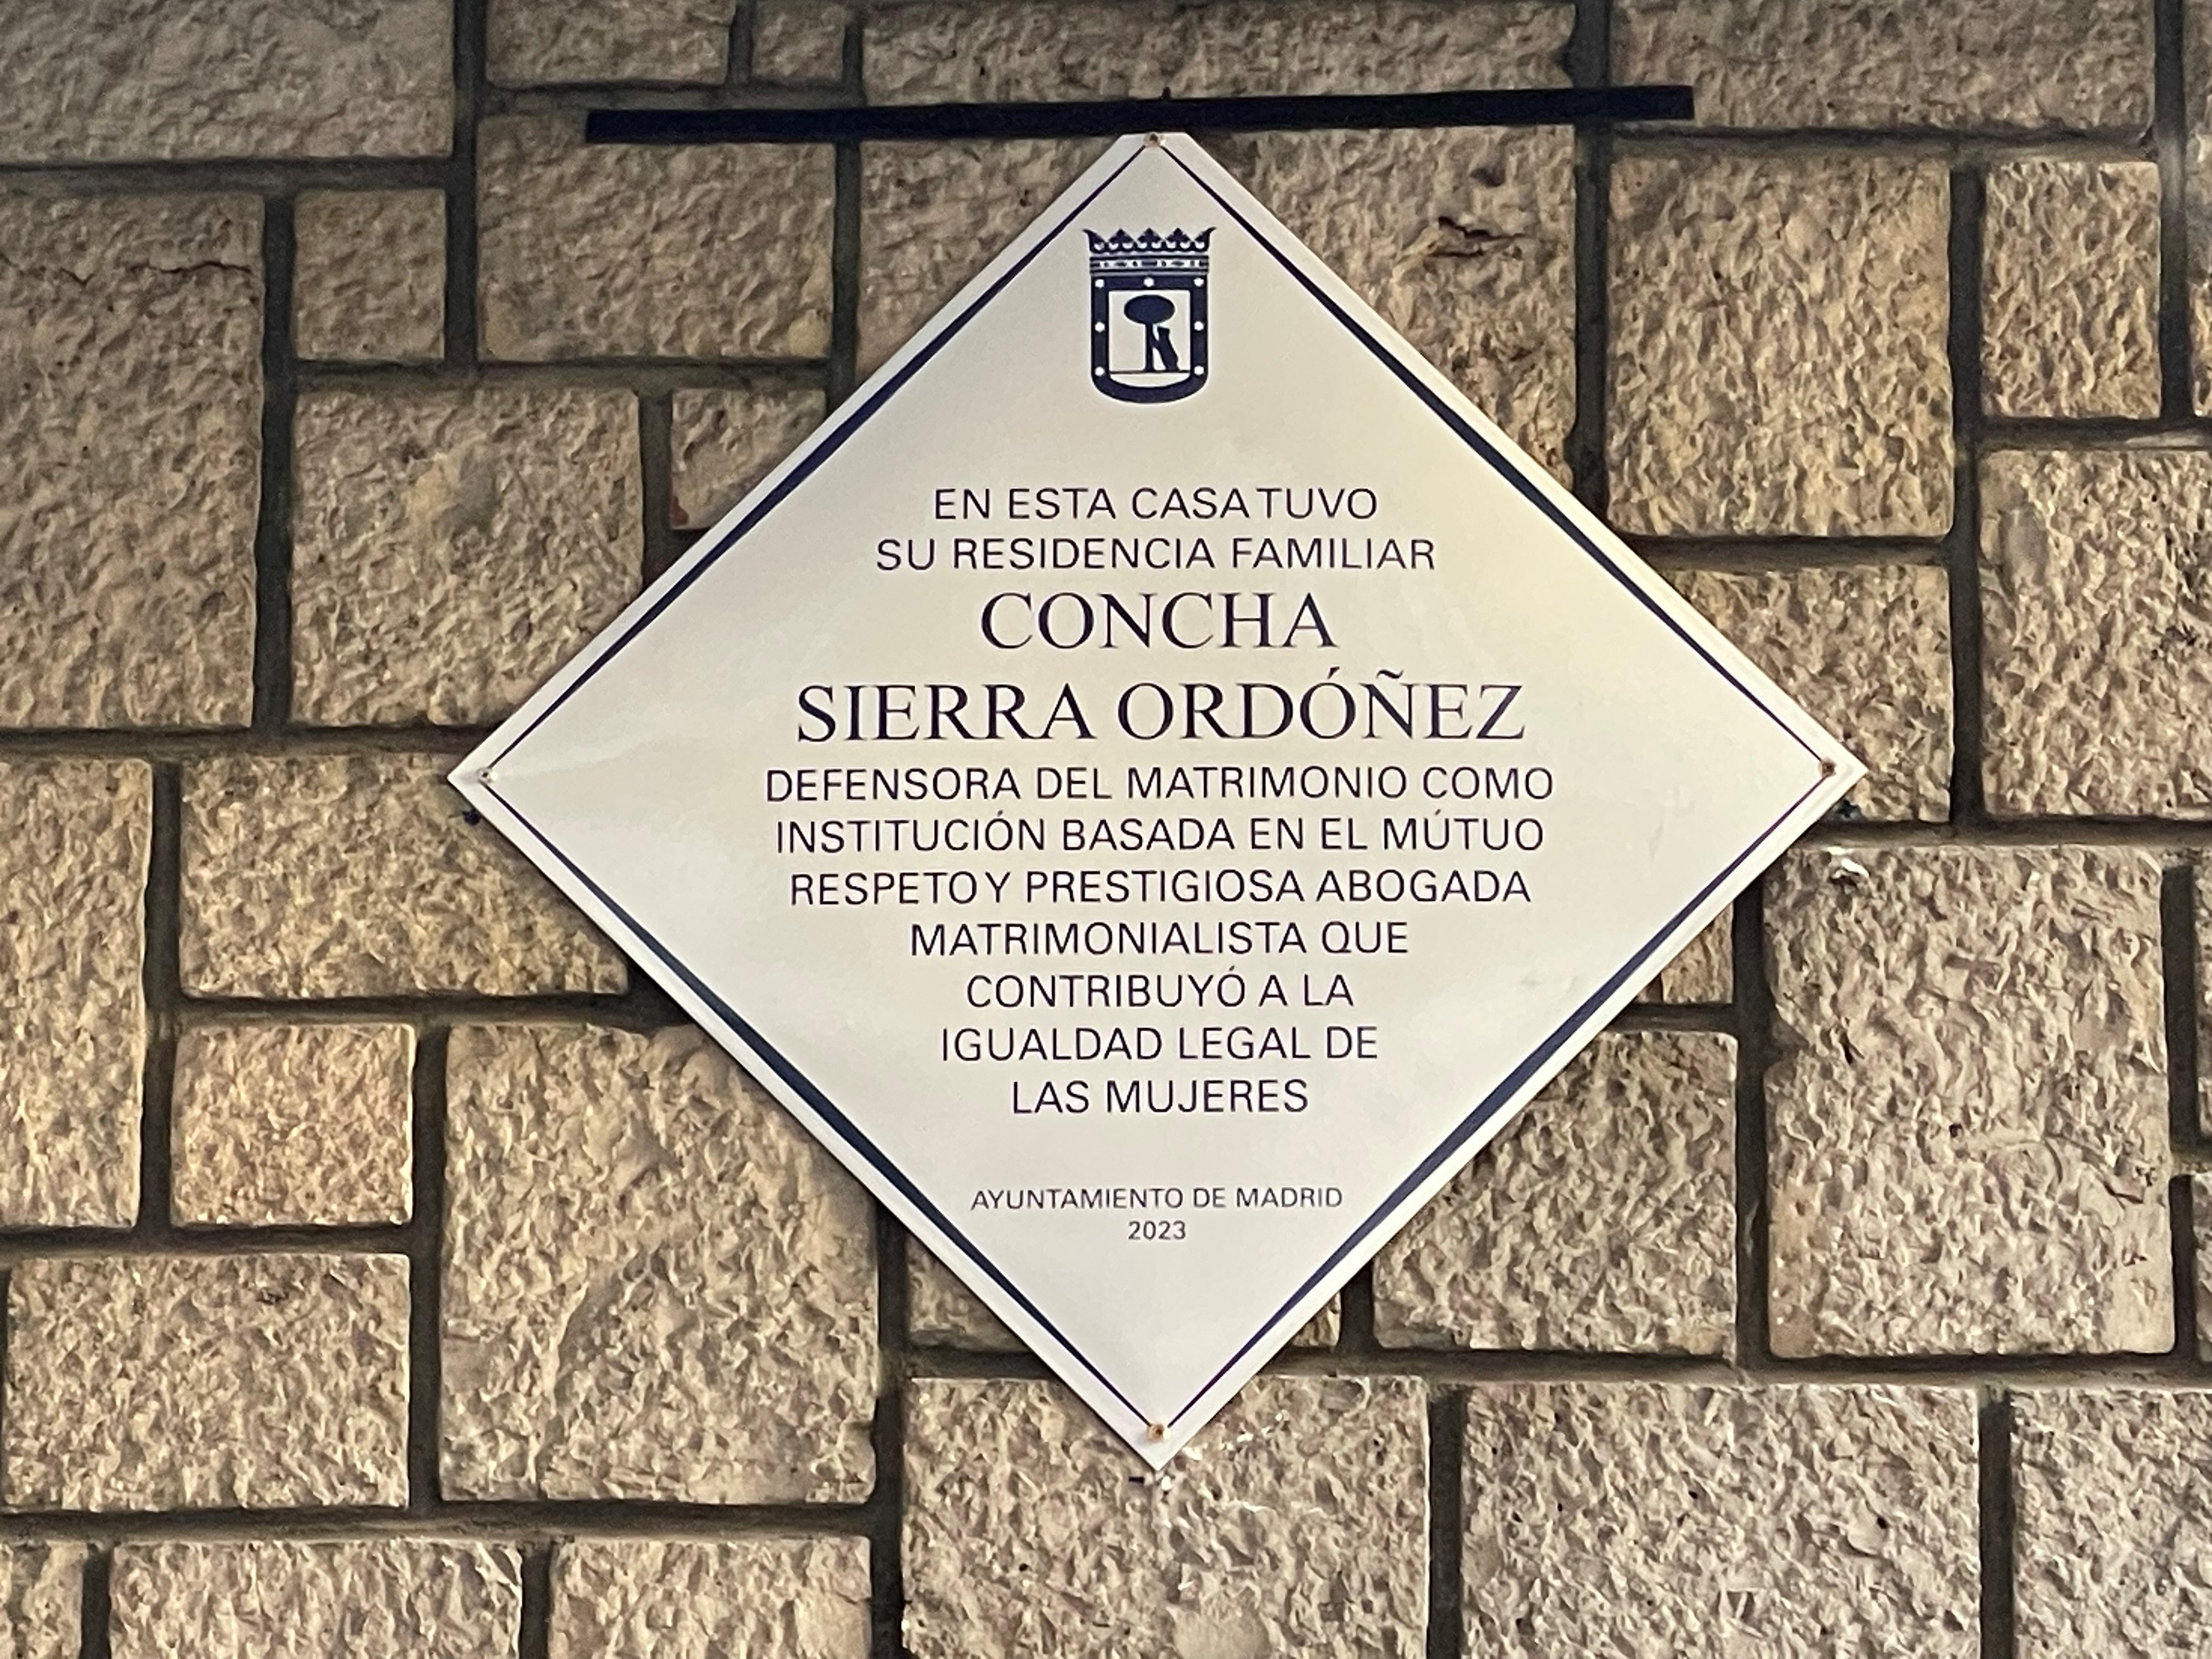 EN ESTA CASA TUVO
SU RESIDENCIA FAMILIAR
CONCHA
SIERRA ORDÓÑEZ
DEFENSORA DEL MATRIMONIO COMO
INSTITUCIÓN BASADA EN EL MÚTUO
RESPETO Y PRESTIGIOSA ABOGADA
MATRIMONIALISTA QUE
CONTRIBUYÓ A LA
IGUALDAD LEGAL DE
LAS MUJERES
AYUNTAMIENTO DE MADRID
2023